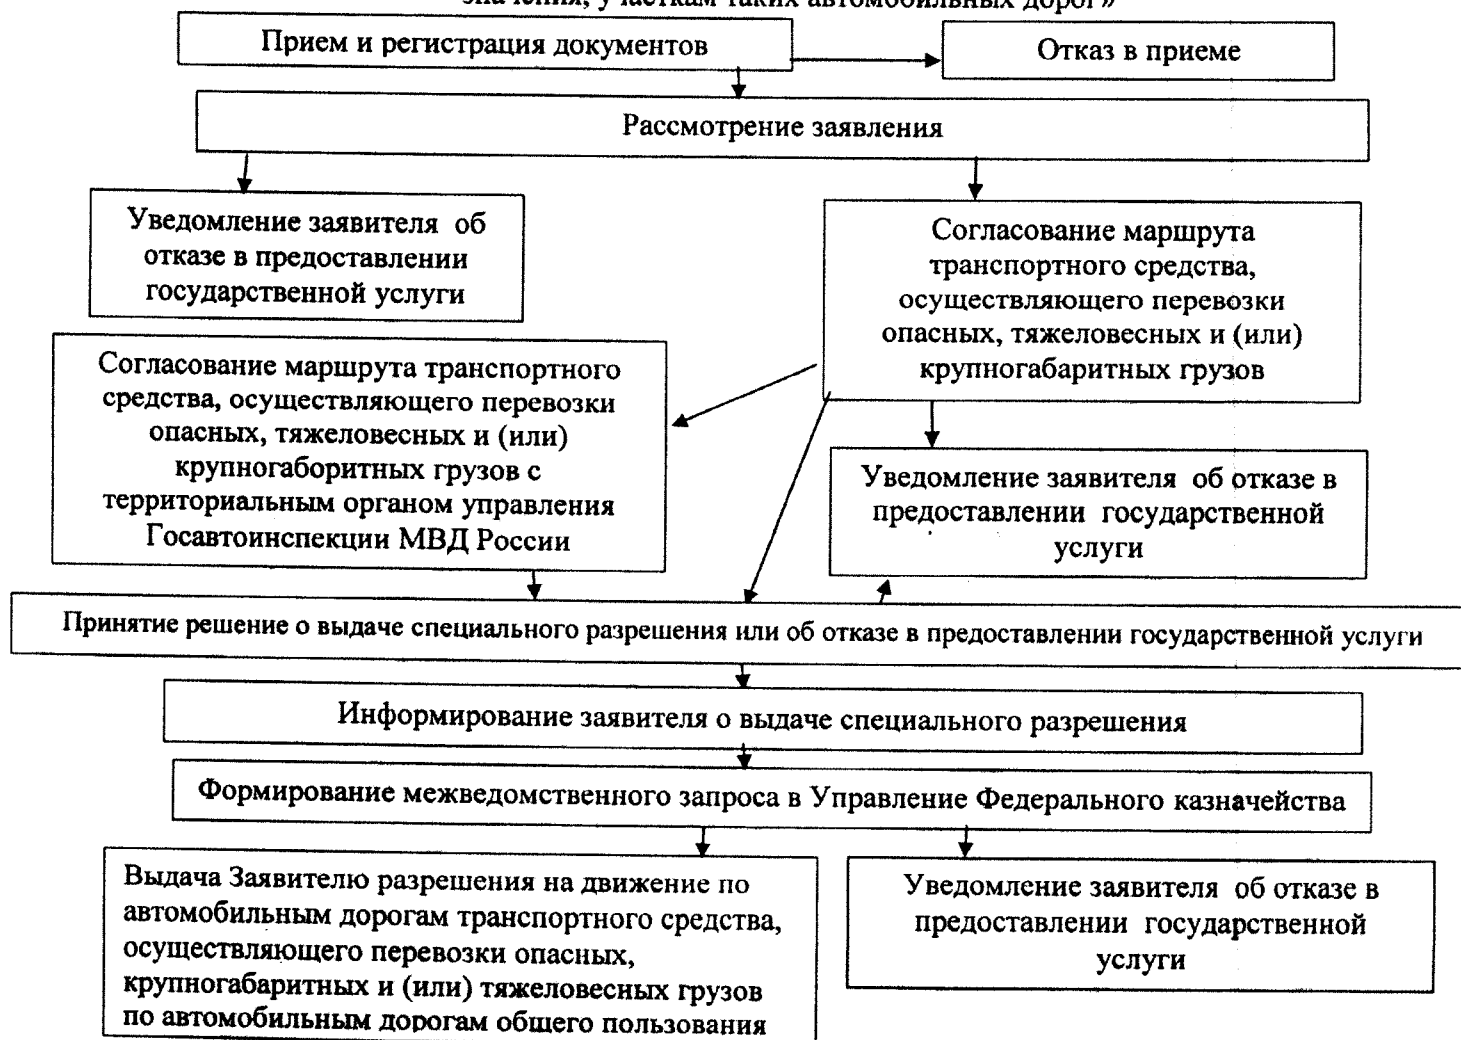 значения, участкам таких автомобильных дорог»
Прием и регистрация документов
Отказ в приеме
Рассмотрение заявления
Уведомление заявителя об
отказе в предоставлении
государственной услуги
Согласование маршрута
транспортного средства,
осуществляющего перевозки
опасных, тяжеловесных и (или)
крупногабаритных грузов
Согласование маршрута транспортного
средства, осуществляющего перевозки
опасных, тяжеловесных и (или)
крупногаборитных грузов с
территориальным органом управления
Госавтоинспекции МВД России
Уведомление заявителя об отказе в
предоставлении государственной
услуги
Принятие решение о выдаче специального разрешения или об отказе в предоставлении государственной услуги
Информирование заявителя о выдаче специального разрешения
Формирование межведомственного запроса в Управление Федерального казначейства
Выдача Заявителю разрешения на движение по
автомобильным дорогам транспортного средства,
осуществляющего перевозки опасных,
крупногабаритных и (или) тяжеловесных грузов
по автомобильным дорогам общего пользования
Уведомление заявителя об отказе в
предоставлении государственной
услуги